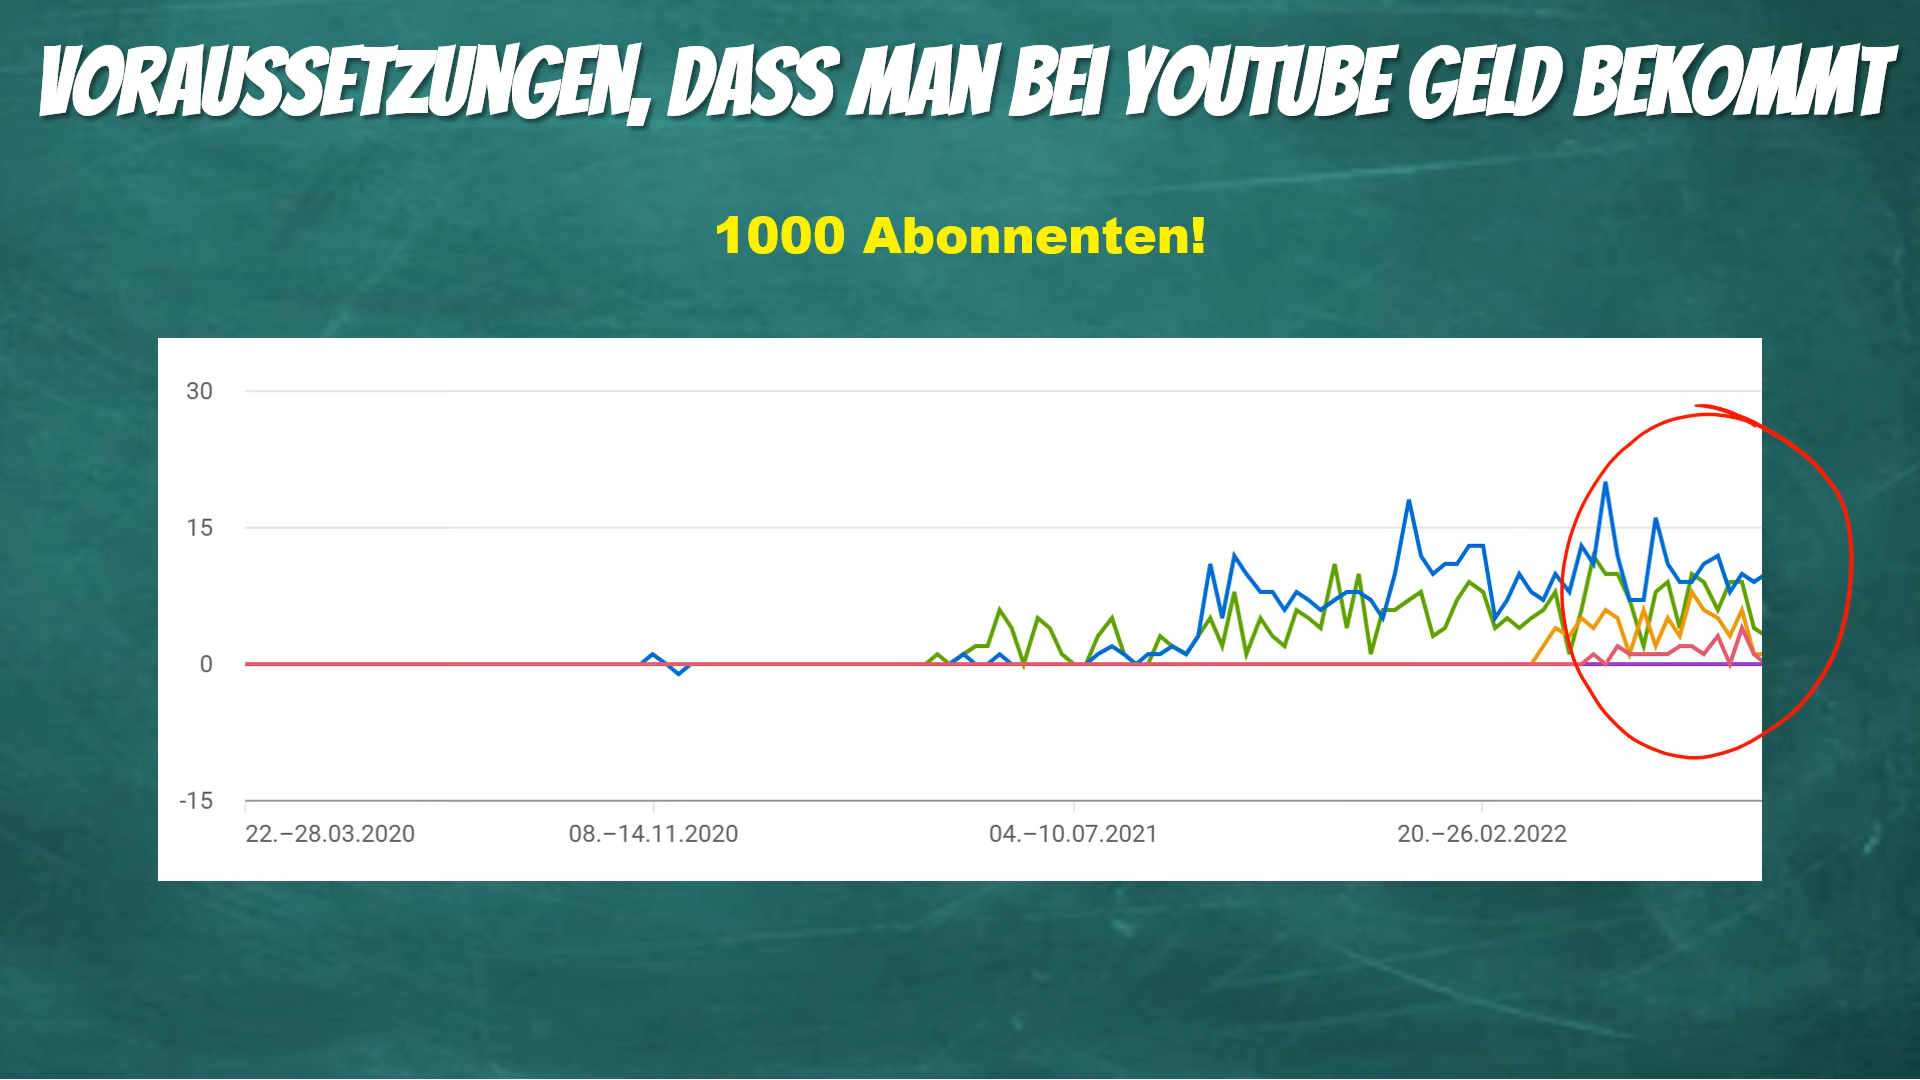 VORAUSSETZUNGEN, DASS MAN BEI YOUTUBE GELD BEKOMMT
1000 Abonnenten!
30
15
0
-15
22.–28.03.2020 08.–14.11.2020 04.–10.07.2021 20.–26.02.2022